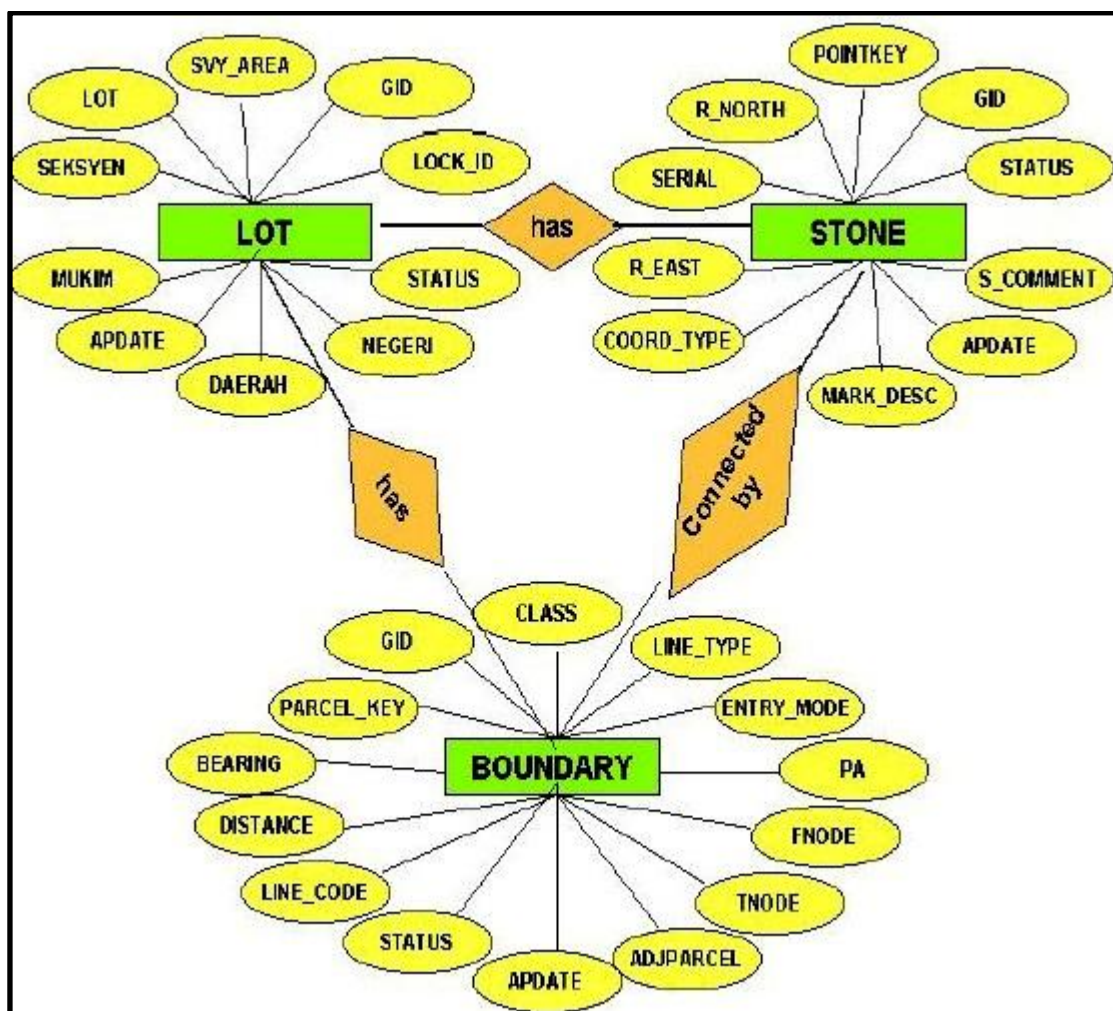 SVY_AREA
LOT
GID
SEKSYEN
LOCK_ID
LOT
MUKIM
STATUS
APDATE
NEGERI
DAERAH
has
POINTKEY
R_NORTH
GID
SERIAL
STATUS
STONE
R_EAST
S_COMMENT
COORD_TYPE
APDATE
MARK_DESC
has
Connected
by
CLASS
GID
LINE_TYPE
PARCEL_KEY
ENTRY_MODE
BOUNDARY
BEARING
PA
DISTANCE
FNODE
LINE_CODE
TNODE
STATUS
ADJPARCEL
APDATE